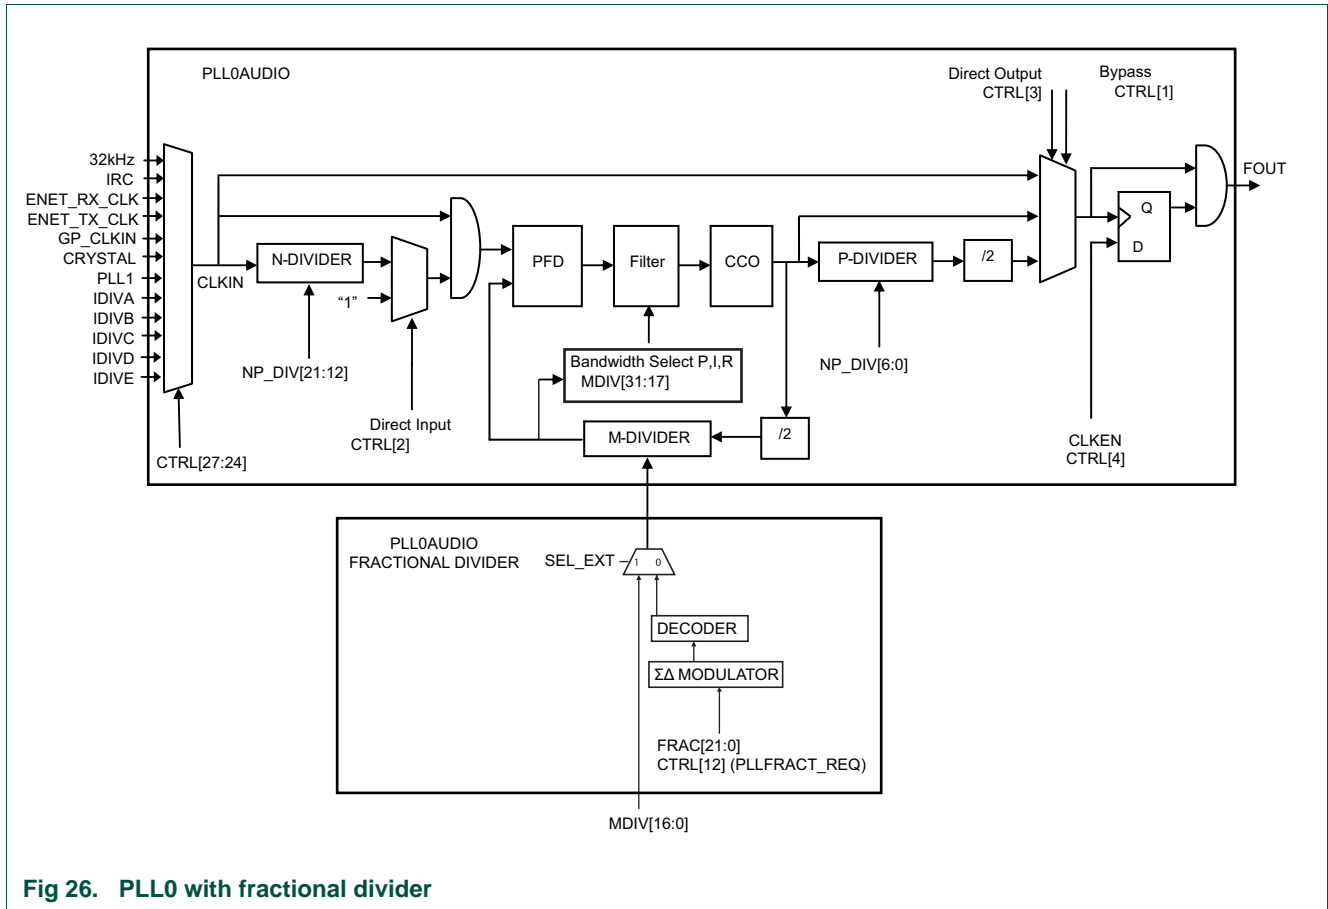 PLL0AUDIO
Direct Output
CTRL[3]
Bypass
CTRL[1]
32kHz
IRC
ENET_RX_CLK
ENET_TX_CLK
GP_CLKIN
CRYSTAL
PLL1
IDIVA
IDIVB
IDIVC
IDIVD
IDIVE
CTRL[27:24]
CLKIN
N-DIVIDER
“1”
NP_DIV[21:12]
Direct Input
CTRL[2]
PFD
Filter
CCO
P-DIVIDER
/2
Q
D
FOUT
Bandwidth Select P,I,R
MDIV[31:17]
NP_DIV[6:0]
M-DIVIDER
/2
CLKEN
CTRL[4]
PLL0AUDIO
FRACTIONAL DIVIDER
SEL_EXT
1 0
DECODER
ΣΔ MODULATOR
FRAC[21:0]
CTRL[12] (PLLFRACT_REQ)
MDIV[16:0]
Fig 26. PLL0 with fractional divider